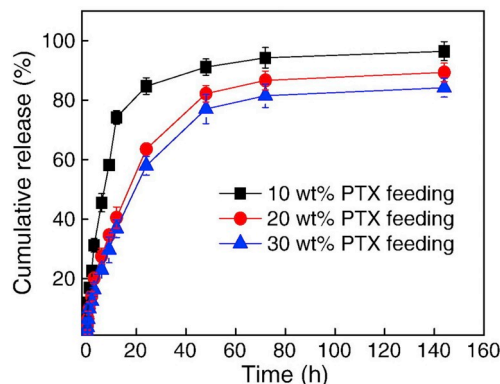 Cumulative release (%)
100
80
60
40
20
10 wt% PTX feeding
20 wt% PTX feeding
30 wt% PTX feeding
0 20 40 60 80 100 120 140 160
Time (h)